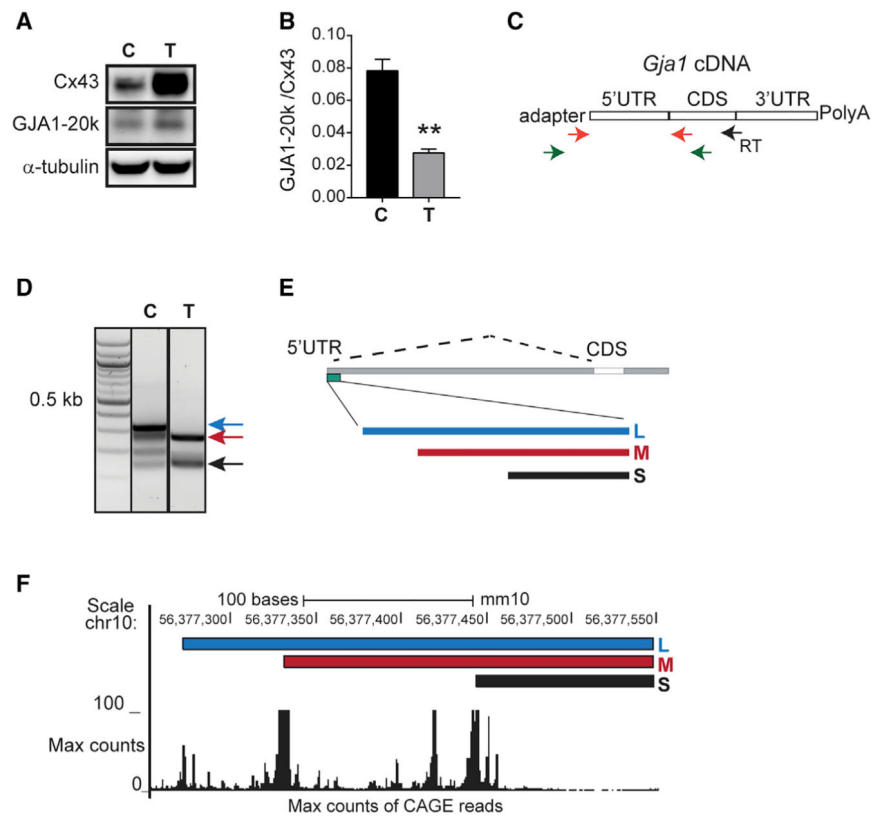 A
C T
Cx43
GJA1-20k
α-tubulin
B
GJA1-20k /Cx43
0.10
0.08
0.06
0.04
0.02
0.00
**
C T
C
Gja1 cDNA
adapter 5'UTR CDS 3'UTR PolyA
RT
D
C T
0.5 kb
E
5'UTR CDS
L
M
S
F
Scale 100 bases mm10
chr10: 56,377,300 56,377,350 56,377,400 56,377,450 56,377,500 56,377,550
L
M
S
100
Max counts
0
Max counts of CAGE reads